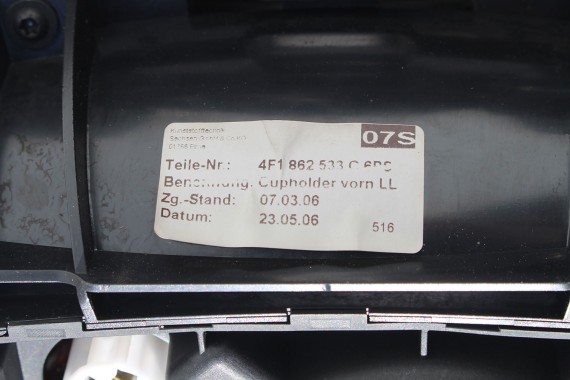 Kunststofftechnik
07S
Teile-Nr.: 4F1 862 533 C 6PS
Benennung: Cupholder vorn LL
Zg.-Stand: 07.03.06
Datum: 23.05.06
516